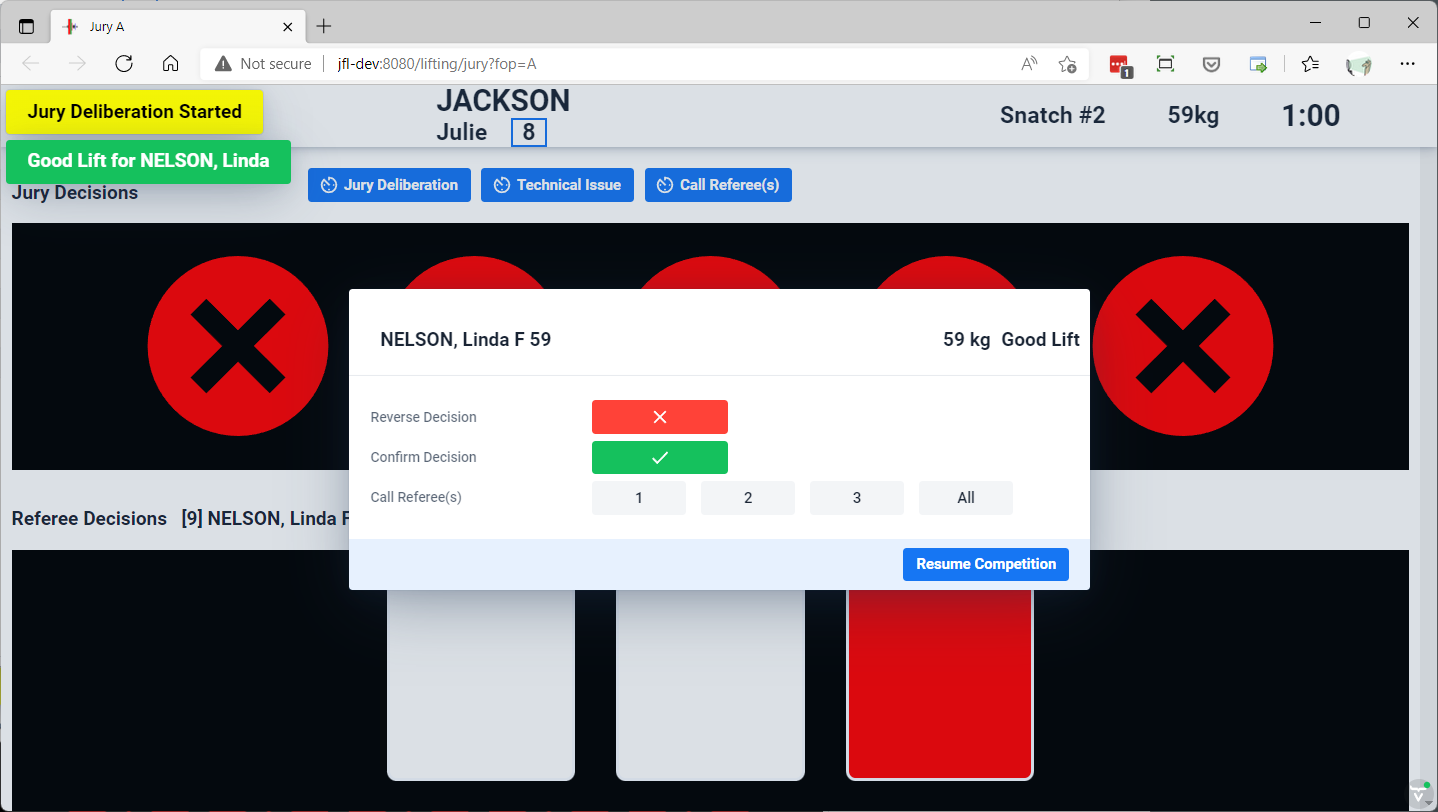 Jury A
Not secure
jfl-dev:8080/lifting/jury?fop=A
1
Jury Deliberation Started
JACKSON
Julie 8
Snatch #2 59kg 1:00
Good Lift for NELSON, Linda
Jury Decisions
Jury Deliberation
Technical Issue
Call Referee(s)
NELSON, Linda F 59
59 kg Good Lift
Reverse Decision
Confirm Decision
Call Referee(s) 1 2 3 All
Referee Decisions [9] NELSON, Linda F
Resume Competition